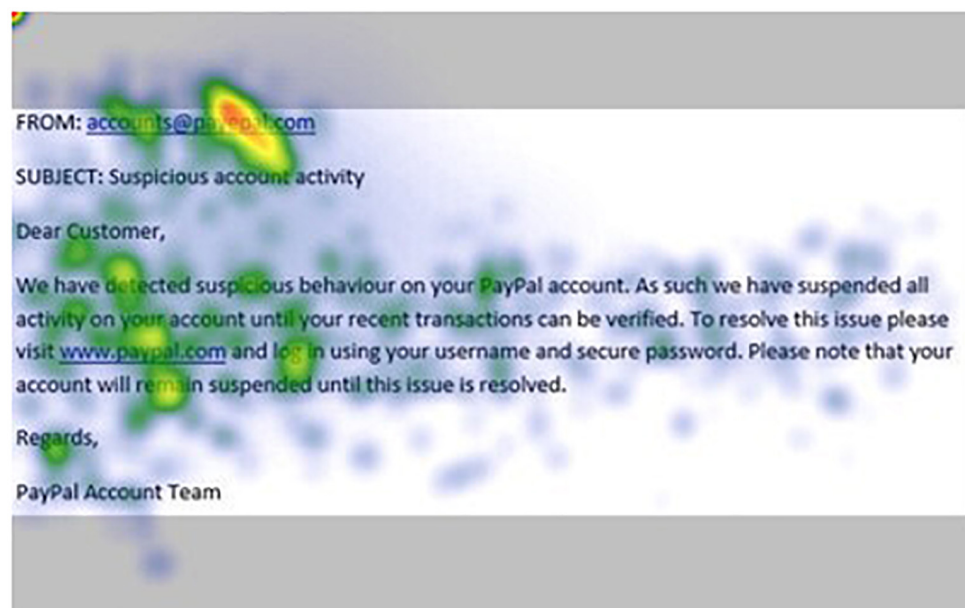 FROM: accounts@payepal.com
SUBJECT: Suspicious account activity
Dear Customer,
We have detected suspicious behaviour on your PayPal account. As such we have suspended all
activity on your account until your recent transactions can be verified. To resolve this issue please
visit www.paypal.com and log in using your username and secure password. Please note that your
account will remain suspended until this issue is resolved.
Regards,
PayPal Account Team